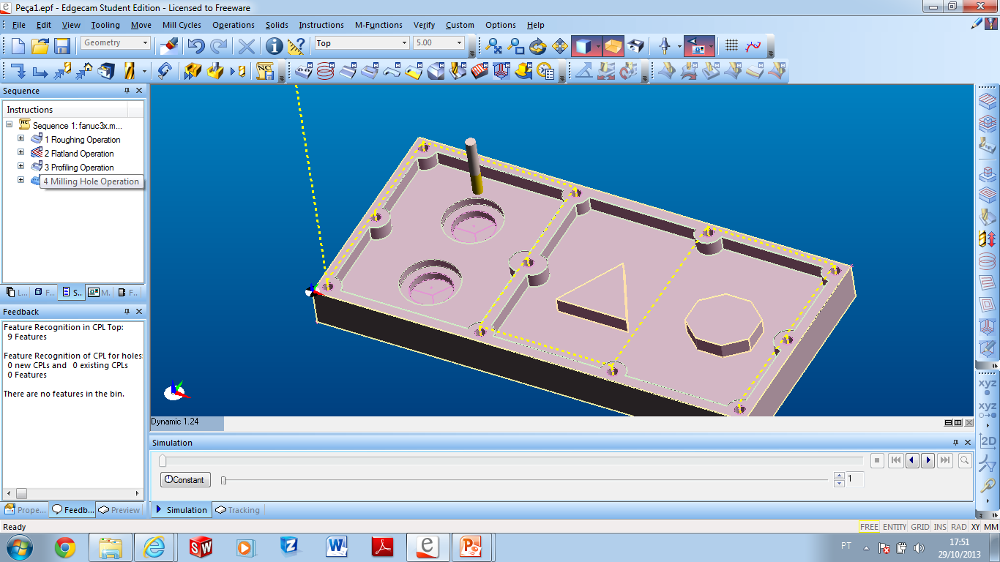 Peça1.epf - Edgecam Student Edition - Licensed to Freeware
File Edit View Tooling Move Mill Cycles Operations Solids Instructions M-Functions Verify Custom Options Help
Geometry Top 5.00
Sequence
Instructions
Sequence 1: fanuc3x.m...
1 Roughing Operation
2 Flatland Operation
3 Profiling Operation
4 Milling Hole Operation
L... F.. S.. M. F..
Feedback
Feature Recognition in CPL Top:
9 Features
Feature Recognition of CPL for holes
0 new CPLs and 0 existing CPLs
0 Features
There are no features in the bin.
Prope... Feedb... Preview
Dynamic 1.24
Simulation
Constant 1
Simulation Tracking
xyz
xyz
2D
Ready
FREE ENTITY GRID INS RAD XY MM
PT 17:51
29/10/2013